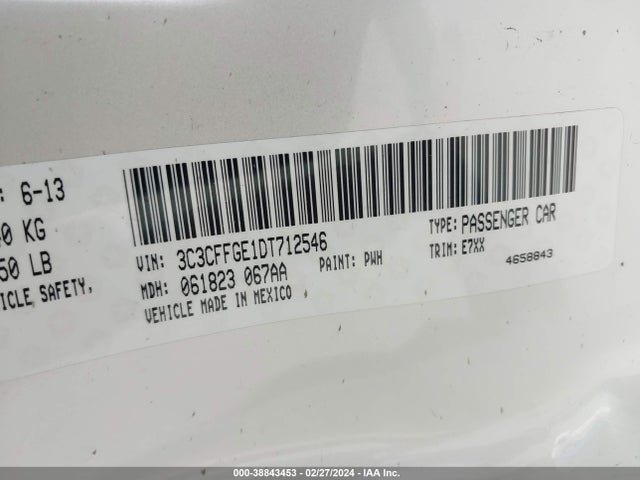 : 6-13
0 KG
50 LB
ICLE SAFETY,
VIN: 3C3CFFGE1DT712546
MDH: 061823 067AA
PAINT: PWH
VEHICLE MADE IN MEXICO
TYPE: PASSENGER CAR
TRIM: E7XX
4658843
000-38843453 - 02/27/2024 - IAA Inc.